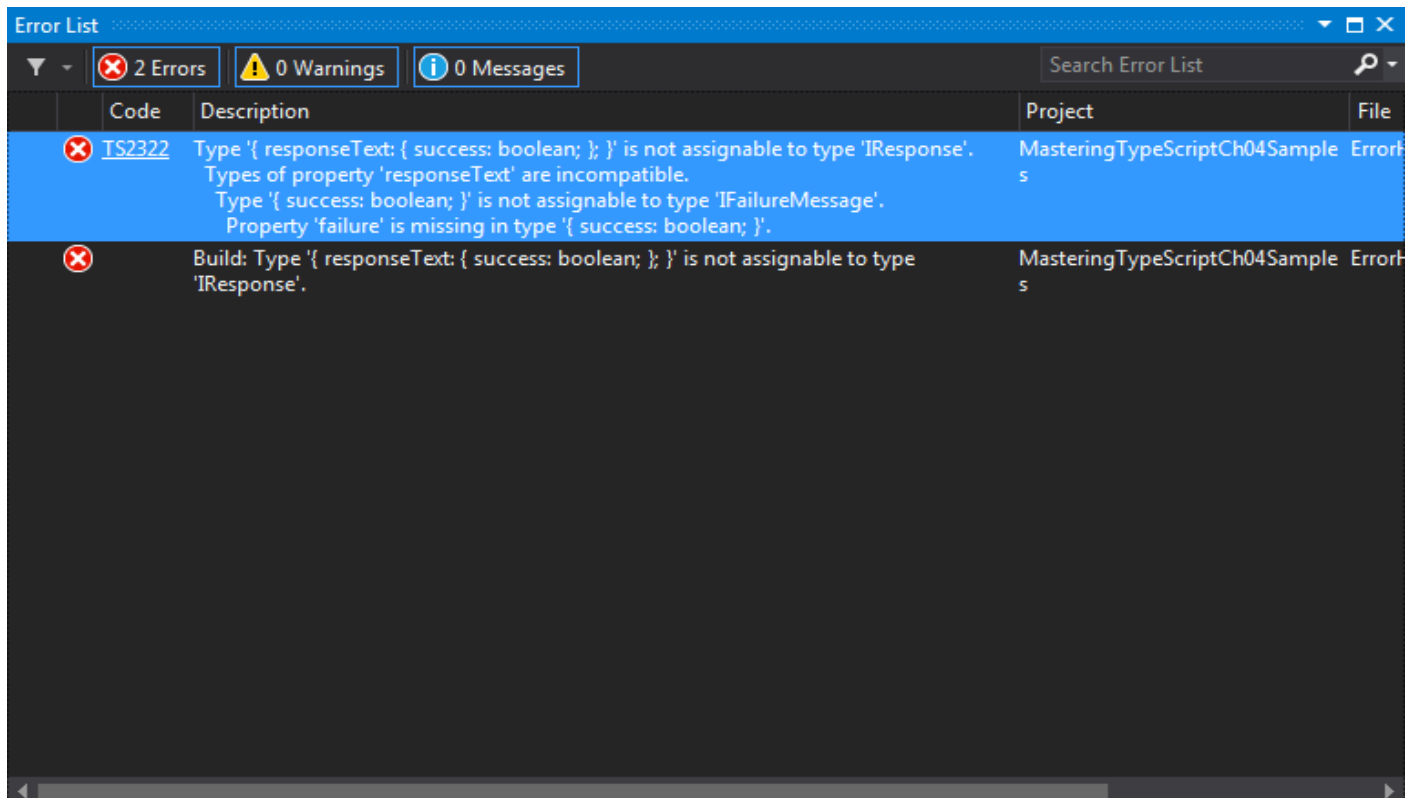 Error List
2 Errors
0 Warnings
0 Messages
Search Error List
Code Description Project File
TS2322 Type '{ responseText: { success: boolean; }; }' is not assignable to type 'IResponse'. MasteringTypeScriptCh04Sample ErrorH
Types of property 'responseText' are incompatible. s
Type '{ success: boolean; }' is not assignable to type 'IFailureMessage'.
Property 'failure' is missing in type '{ success: boolean; }'.
Build: Type '{ responseText: { success: boolean; }; }' is not assignable to type MasteringTypeScriptCh04Sample ErrorH
'IResponse'. s